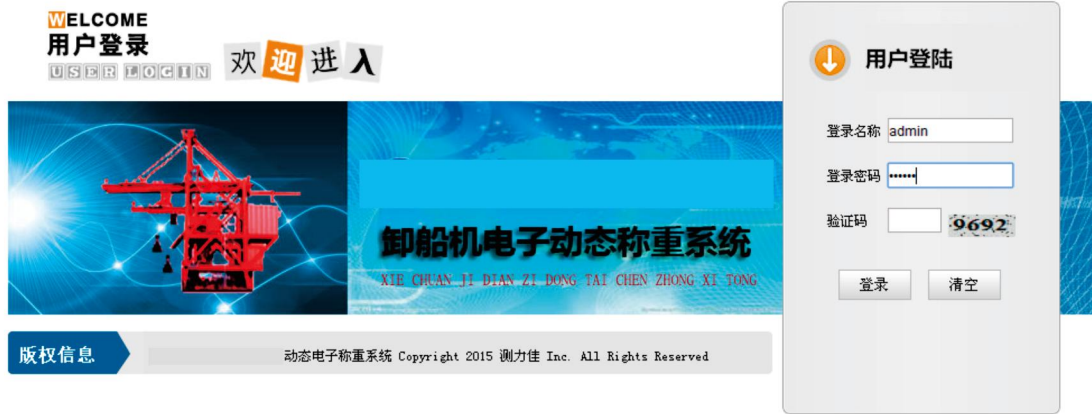 WELCOME
用户登录
USER LOGIN
欢迎进入
用户登陆
登录名称 admin
登录密码 ••••••
验证码 9692
登录 清空
卸船机电子动态称重系统
XIE CHUAN JI DIAN ZI DONG TAI CHEN ZHONG XI TONG
版权信息
动态电子称重系统 Copyright 2015 测力佳 Inc. All Rights Reserved